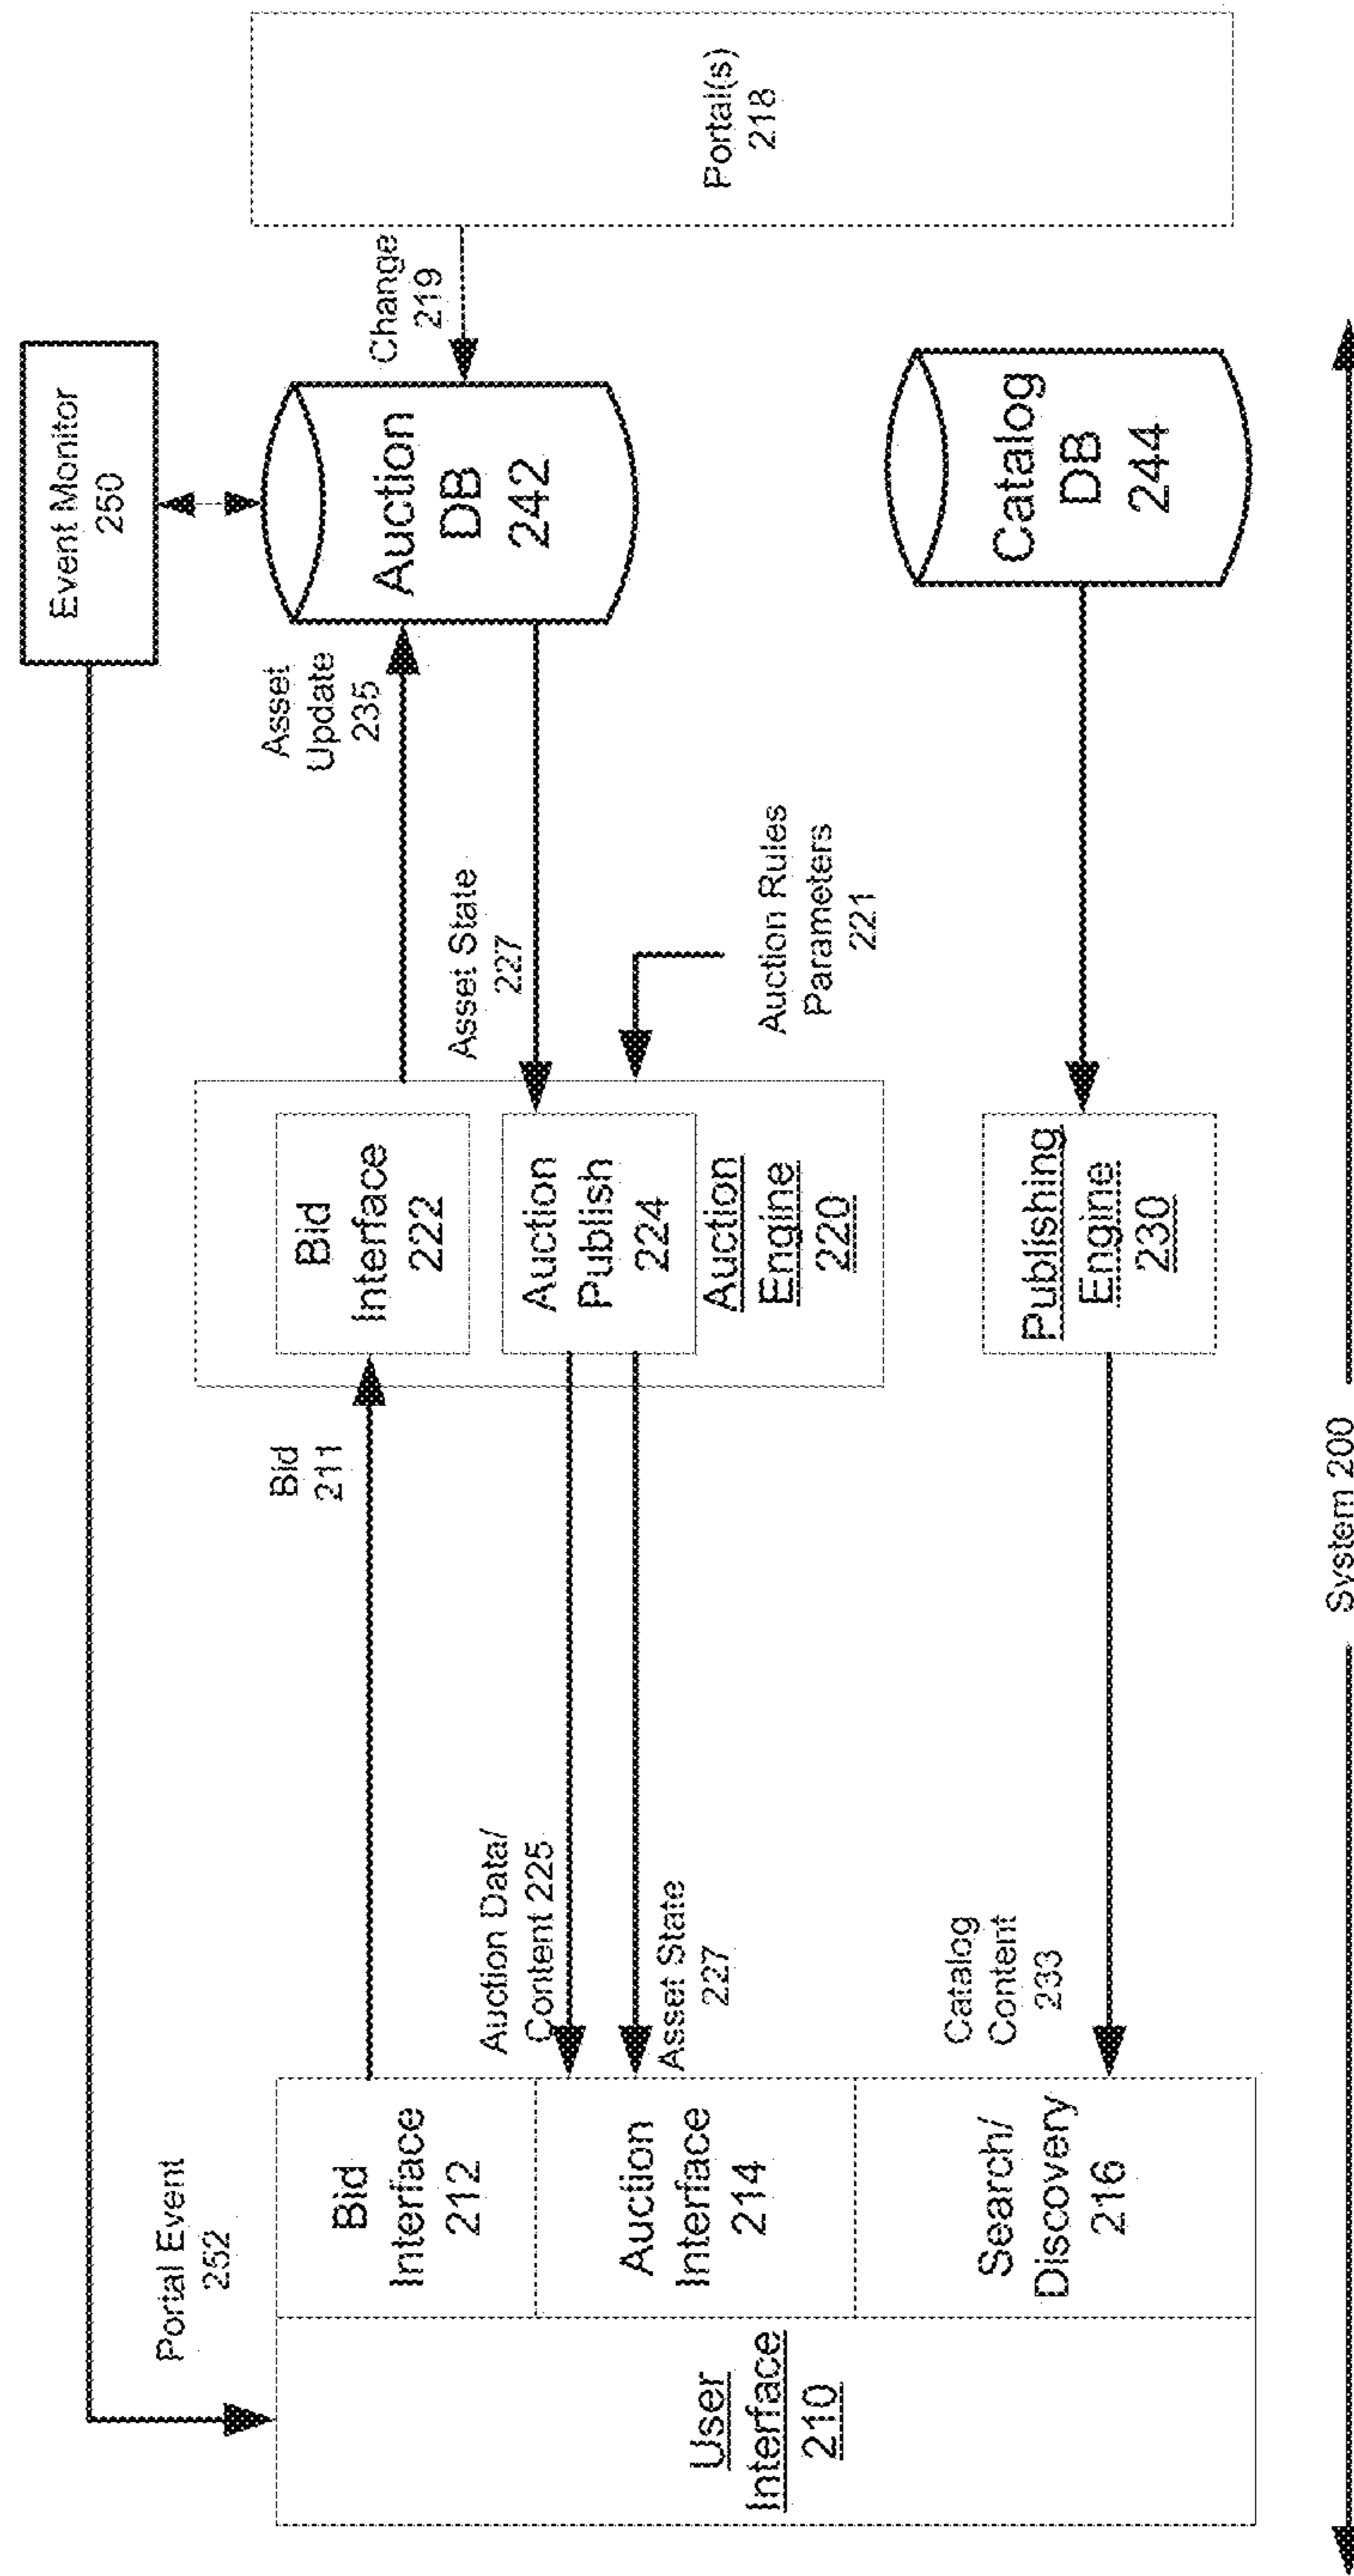 Portal Event
252
Event Monitor
250
User
Interface
210
Bid
Interface
212
Auction
Interface
214
Search/
Discovery
216
Bid
211
Auction Data/
Content 225
Asset State
227
Catalog
Content
233
Bid
Interface
222
Auction
Publish
224
Auction
Engine
220
Publishing
Engine
230
Asset
Update
235
Asset State
227
Auction Rules
Parameters
221
Auction
DB
242
Catalog
DB
244
Change
219
Portal(s)
218
System 200